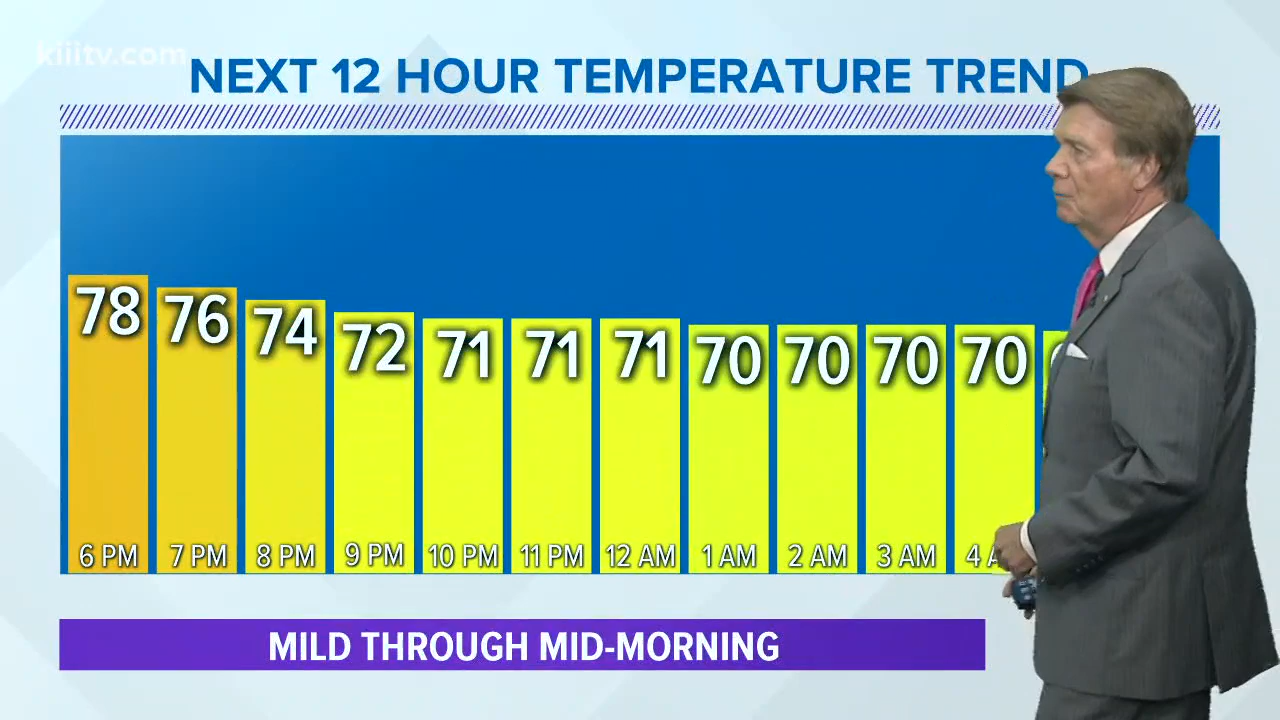 kiiitv.com
NEXT 12 HOUR TEMPERATURE TREND
78 76 74 72 71 71 71 70 70 70 70
6 PM 7 PM 8 PM 9 PM 10 PM 11 PM 12 AM 1 AM 2 AM 3 AM 4
MILD THROUGH MID-MORNING